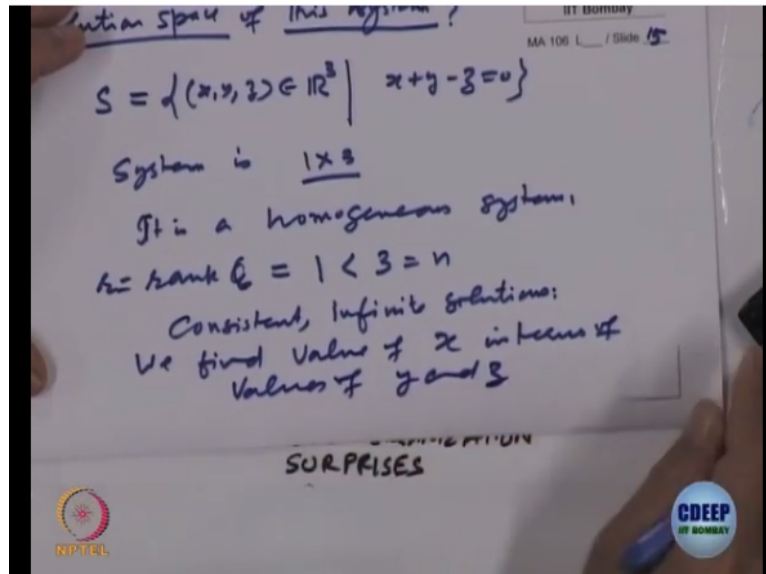 ution space of this system?
IIT Bombay
MA 106 L___ / Slide 15
S = {(x,y,z) ∈ ℝ³ | x+y-z=0}
System is 1×3
It is a homogeneous system.
r = rank = 1 < 3 = n
Consistent, Infinite solutions:
We find value of x in terms of
values of y and z
SURPRISES
NPTEL
CDEEP
IIT BOMBAY